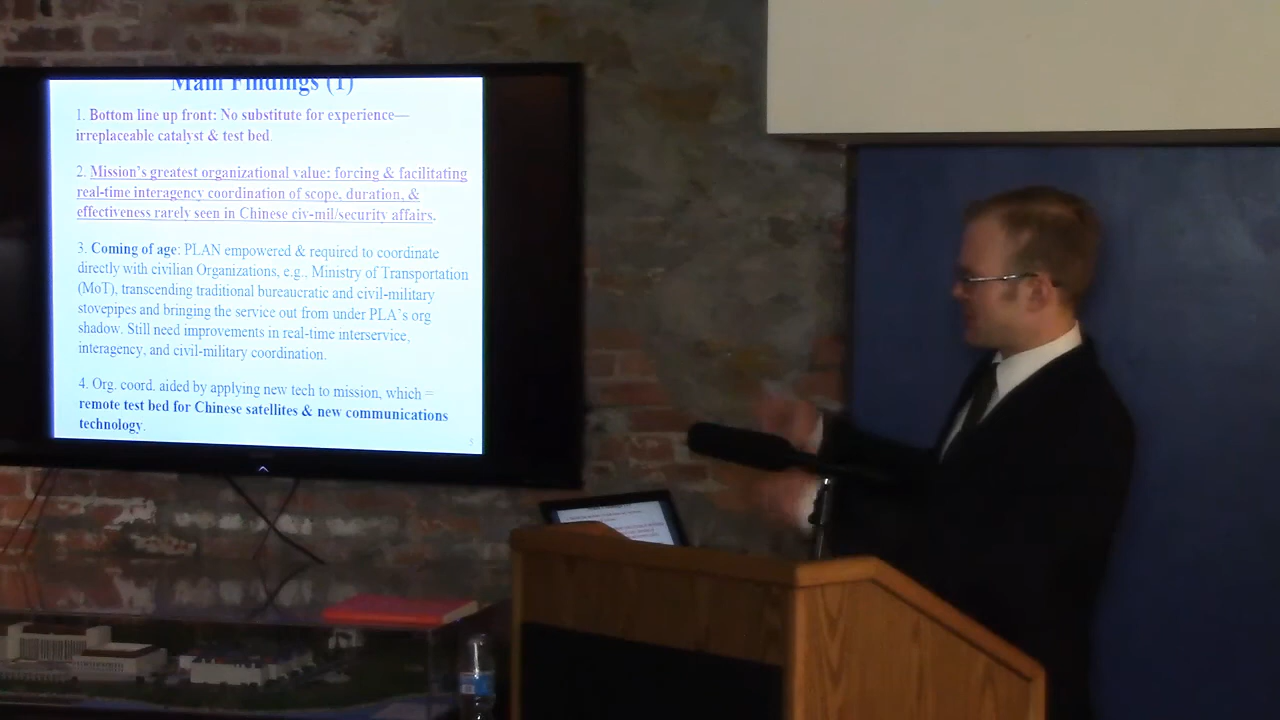 Main Findings (1)
1. Bottom line up front: No substitute for experience—
irreplaceable catalyst & test bed.
2. Mission's greatest organizational value: forcing & facilitating
real-time interagency coordination of scope, duration, &
effectiveness rarely seen in Chinese civ-mil/security affairs.
3. Coming of age: PLAN empowered & required to coordinate
directly with civilian Organizations, e.g., Ministry of Transportation
(MoT), transcending traditional bureaucratic and civil-military
stovepipes and bringing the service out from under PLA's org
shadow. Still need improvements in real-time interservice,
interagency, and civil-military coordination.
4. Org. coord. aided by applying new tech to mission, which =
remote test bed for Chinese satellites & new communications
technology.
5